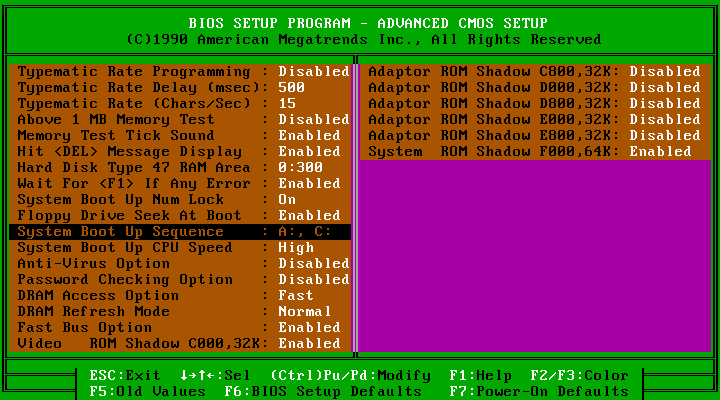 BIOS SETUP PROGRAM - ADVANCED CMOS SETUP
(C)1990 American Megatrends Inc., All Rights Reserved
Typematic Rate Programming : Disabled
Typematic Rate Delay (msec): 500
Typematic Rate (Chars/Sec) : 15
Above 1 MB Memory Test     : Disabled
Memory Test Tick Sound     : Enabled
Hit <DEL> Message Display  : Enabled
Hard Disk Type 47 RAM Area : 0:300
Wait For <F1> If Any Error : Enabled
System Boot Up Num Lock    : On
Floppy Drive Seek At Boot  : Enabled
System Boot Up Sequence    : A:, C:
System Boot Up CPU Speed   : High
Anti-Virus Option          : Disabled
Password Checking Option   : Disabled
DRAM Access Option         : Fast
DRAM Refresh Mode          : Normal
Fast Bus Option            : Enabled
Video   ROM Shadow C000,32K: Enabled
Adaptor ROM Shadow C800,32K: Disabled
Adaptor ROM Shadow D000,32K: Disabled
Adaptor ROM Shadow D800,32K: Disabled
Adaptor ROM Shadow E000,32K: Disabled
Adaptor ROM Shadow E800,32K: Disabled
System  ROM Shadow F000,64K: Enabled
ESC:Exit  ↓→↑←:Sel  (Ctrl)Pu/Pd:Modify  F1:Help  F2/F3:Color
F5:Old Values  F6:BIOS Setup Defaults   F7:Power-On Defaults